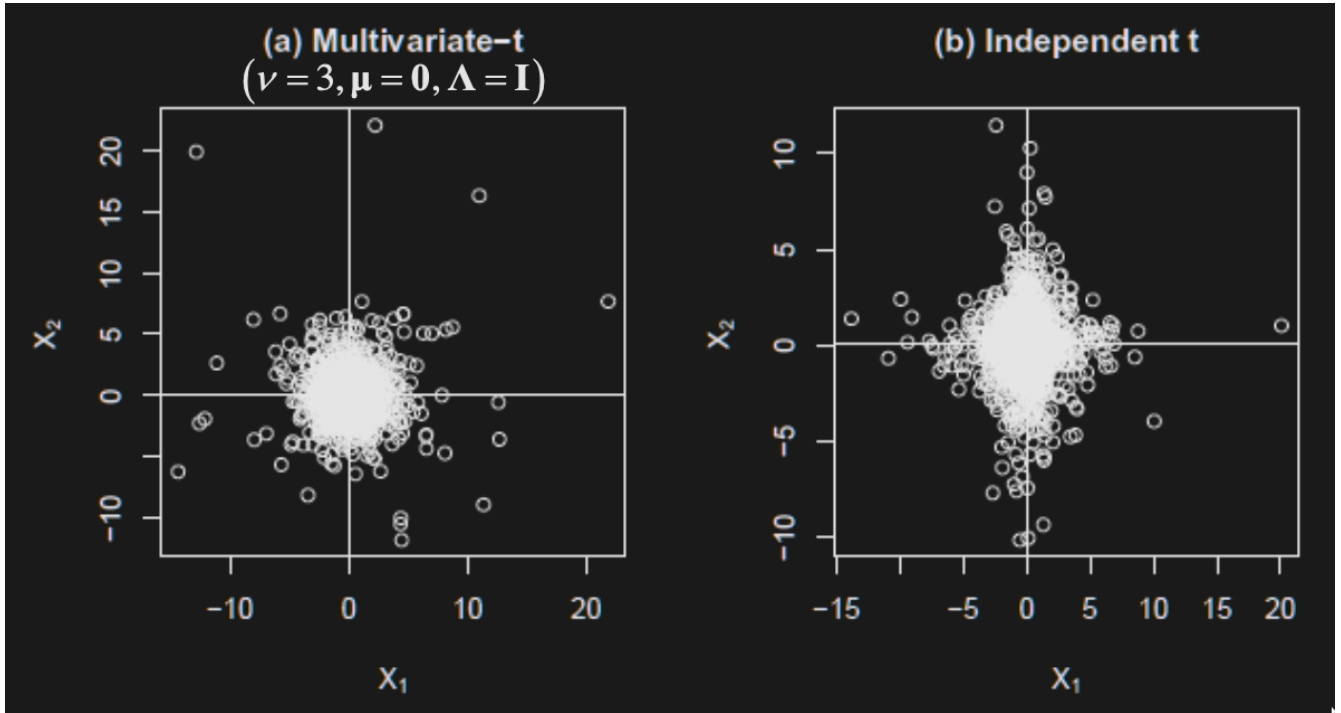 (a) Multivariate−t
(ν = 3, μ = 0, Λ = I)
20
15
10
5
0
−10
X₂
−10 0 10 20
X₁
(b) Independent t
10
5
0
−5
−10
X₂
−15 −5 0 5 10 15 20
X₁